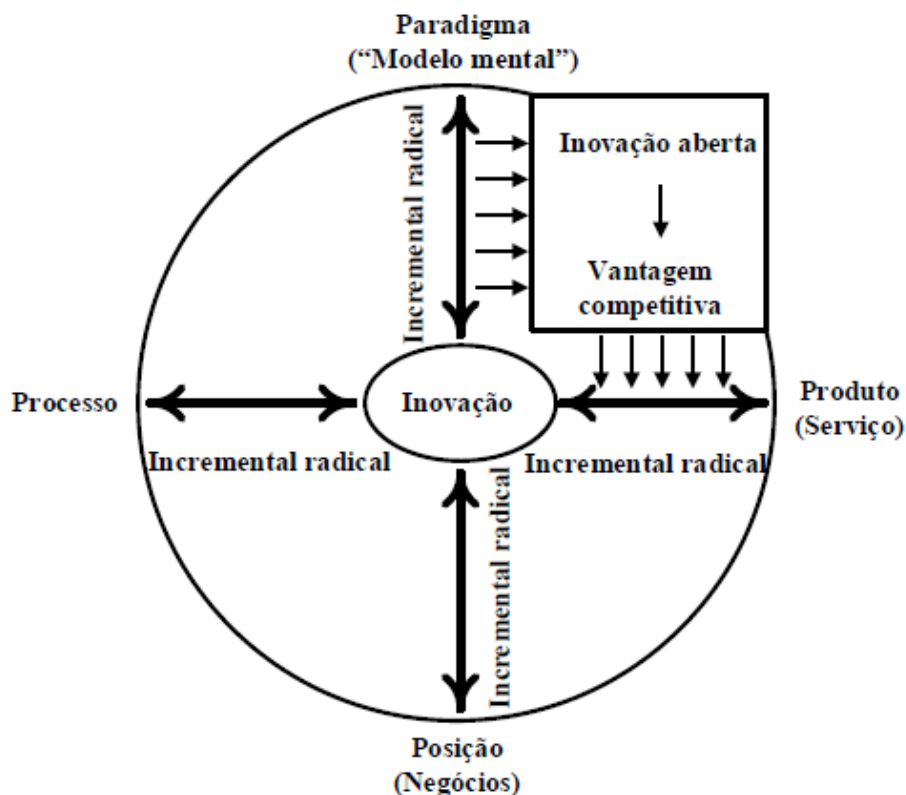 Paradigma
(“Modelo mental”)
Incremental radical
Inovação aberta
Vantagem
competitiva
Processo
Inovação
Produto
(Serviço)
Incremental radical
Incremental radical
Incremental radical
Posição
(Negócios)